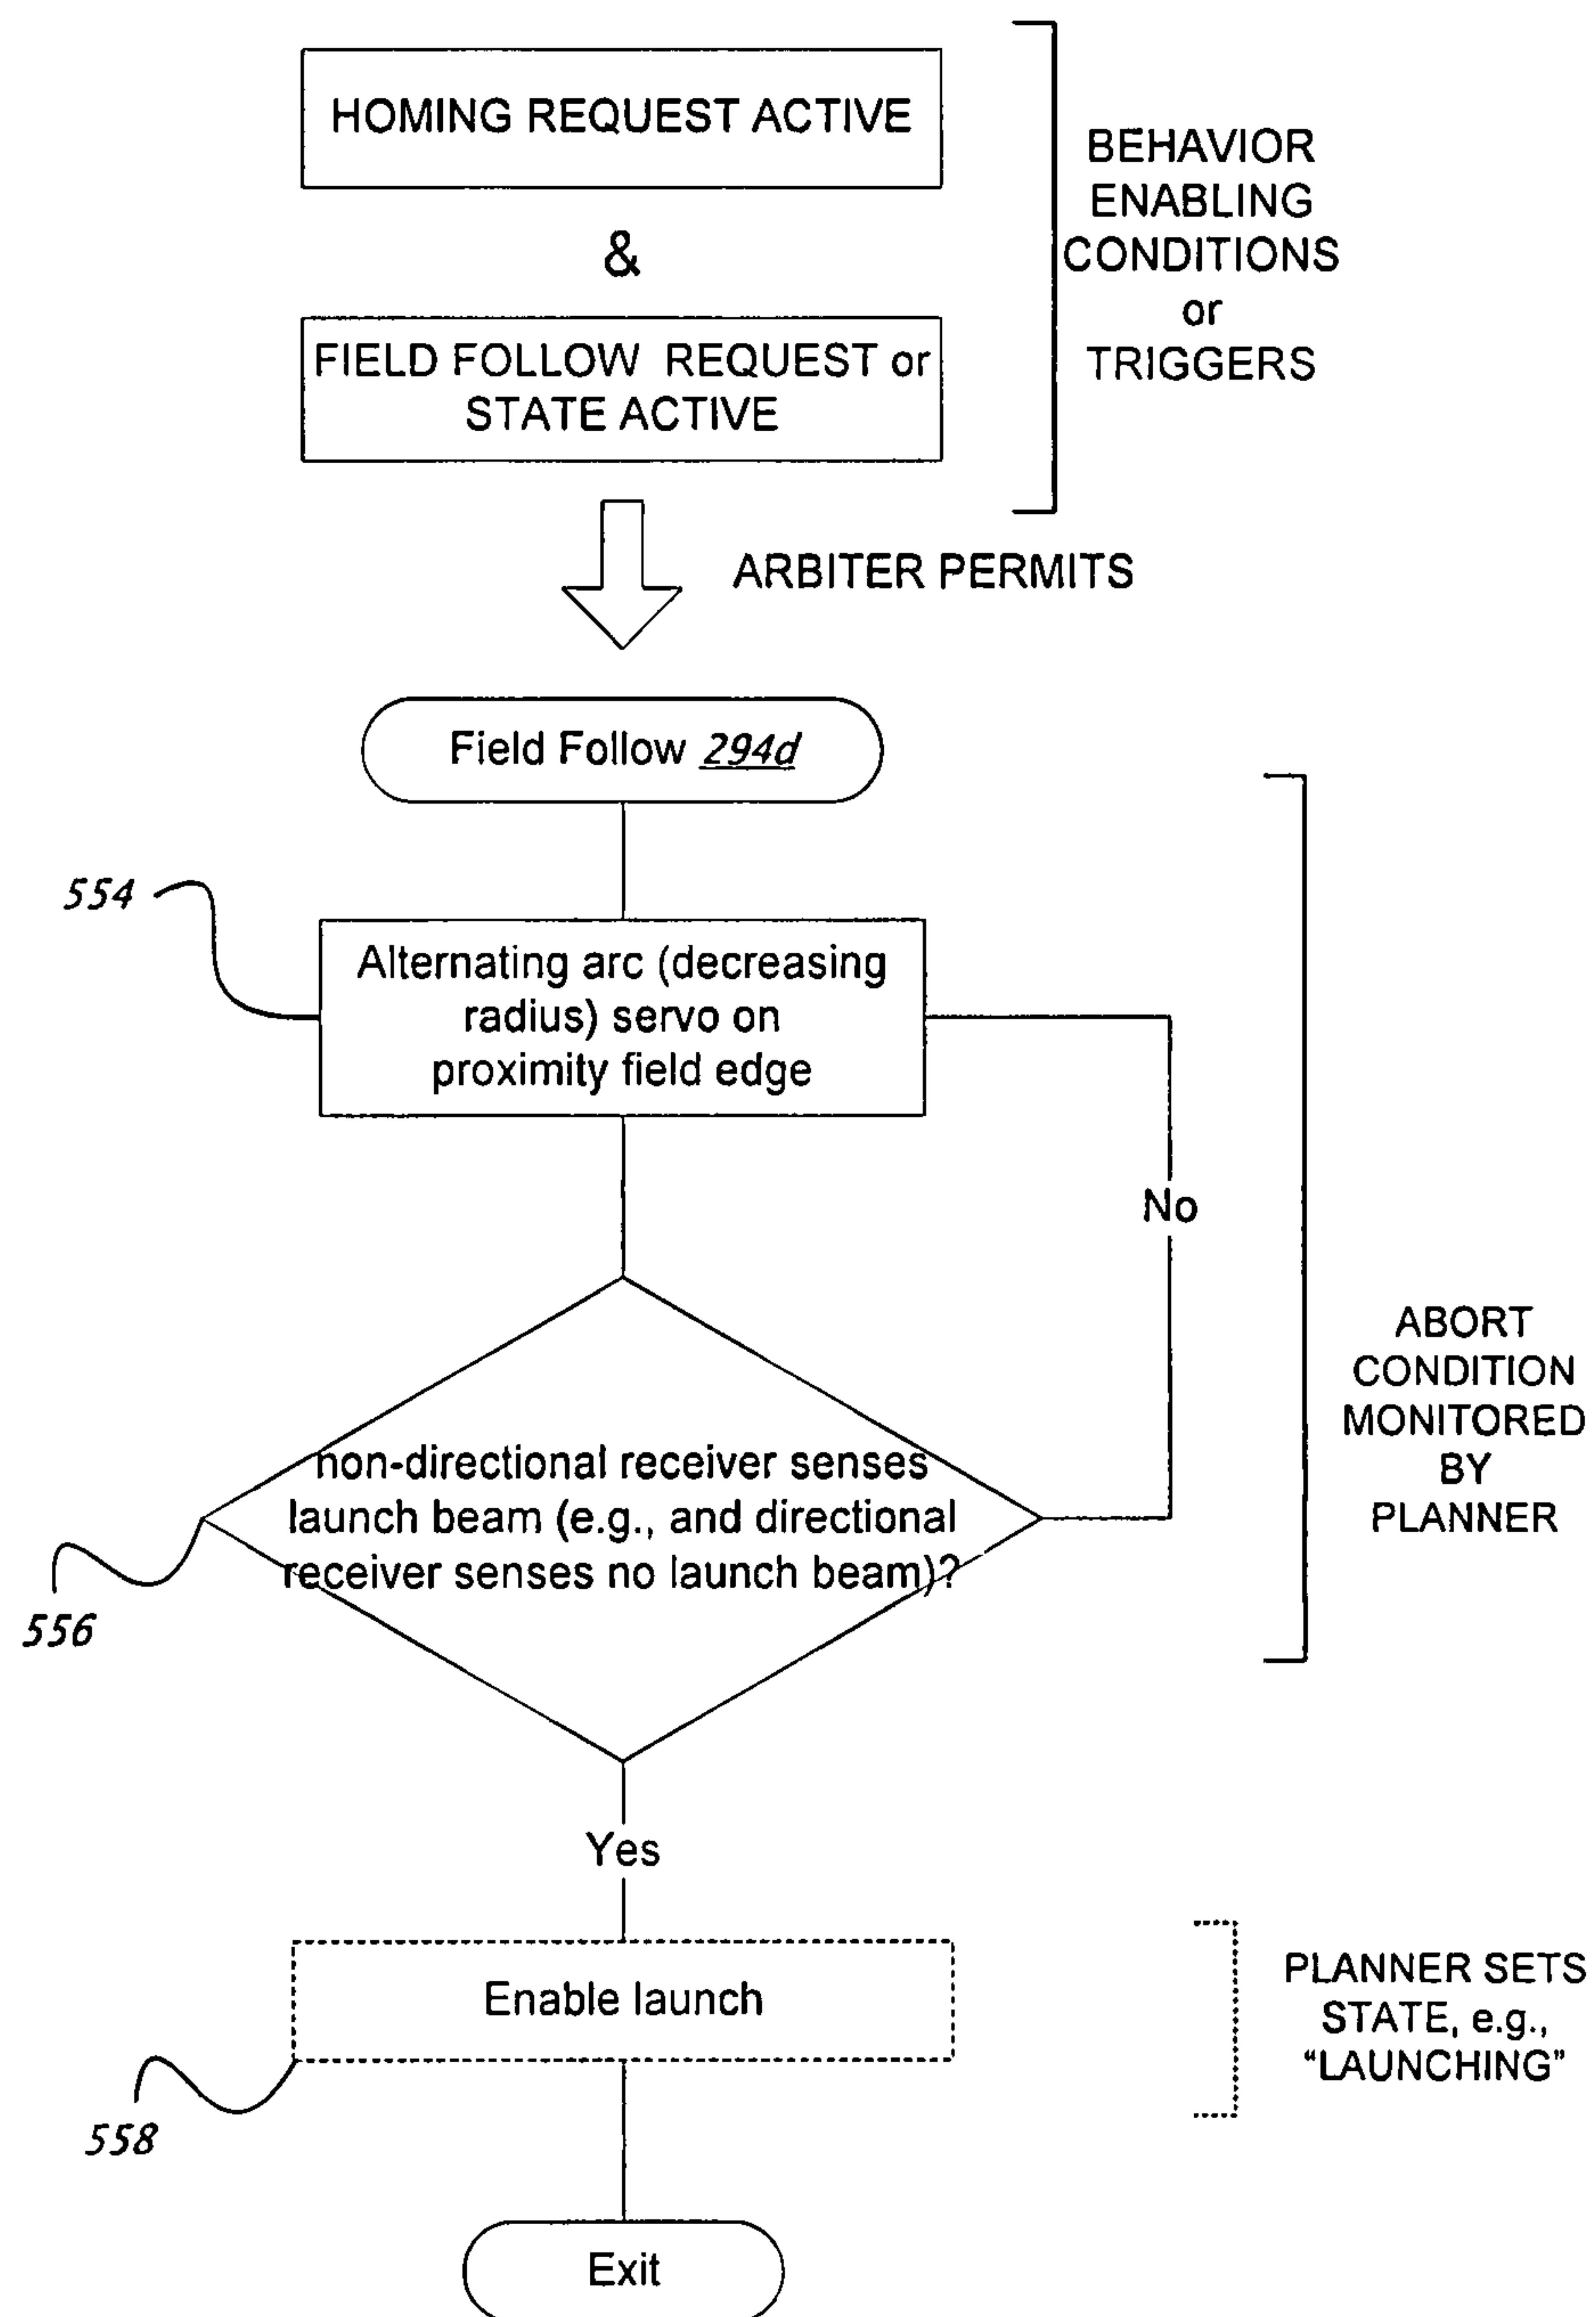 HOMING REQUEST ACTIVE
&
FIELD FOLLOW REQUEST or
STATE ACTIVE
BEHAVIOR
ENABLING
CONDITIONS
or
TRIGGERS
ARBITER PERMITS
Field Follow 294d
554
Alternating arc (decreasing
radius) servo on
proximity field edge
No
non-directional receiver senses
launch beam (e.g., and directional
receiver senses no launch beam)?
556
ABORT
CONDITION
MONITORED
BY
PLANNER
Yes
Enable launch
558
PLANNER SETS
STATE, e.g.,
“LAUNCHING”
Exit